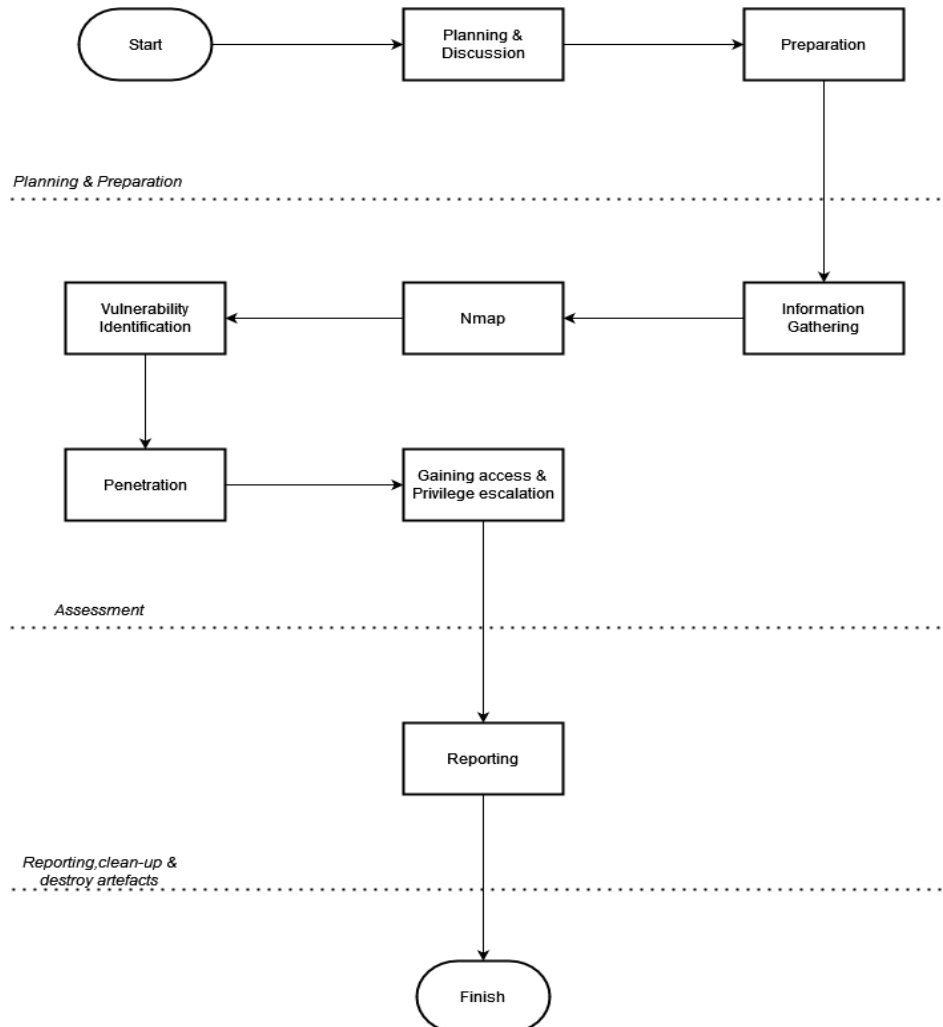 Start
Planning &
Discussion
Preparation
Planning & Preparation
Information
Gathering
Nmap
Vulnerability
Identification
Penetration
Gaining access &
Privilege escalation
Assessment
Reporting
Reporting,clean-up &
destroy artefacts
Finish